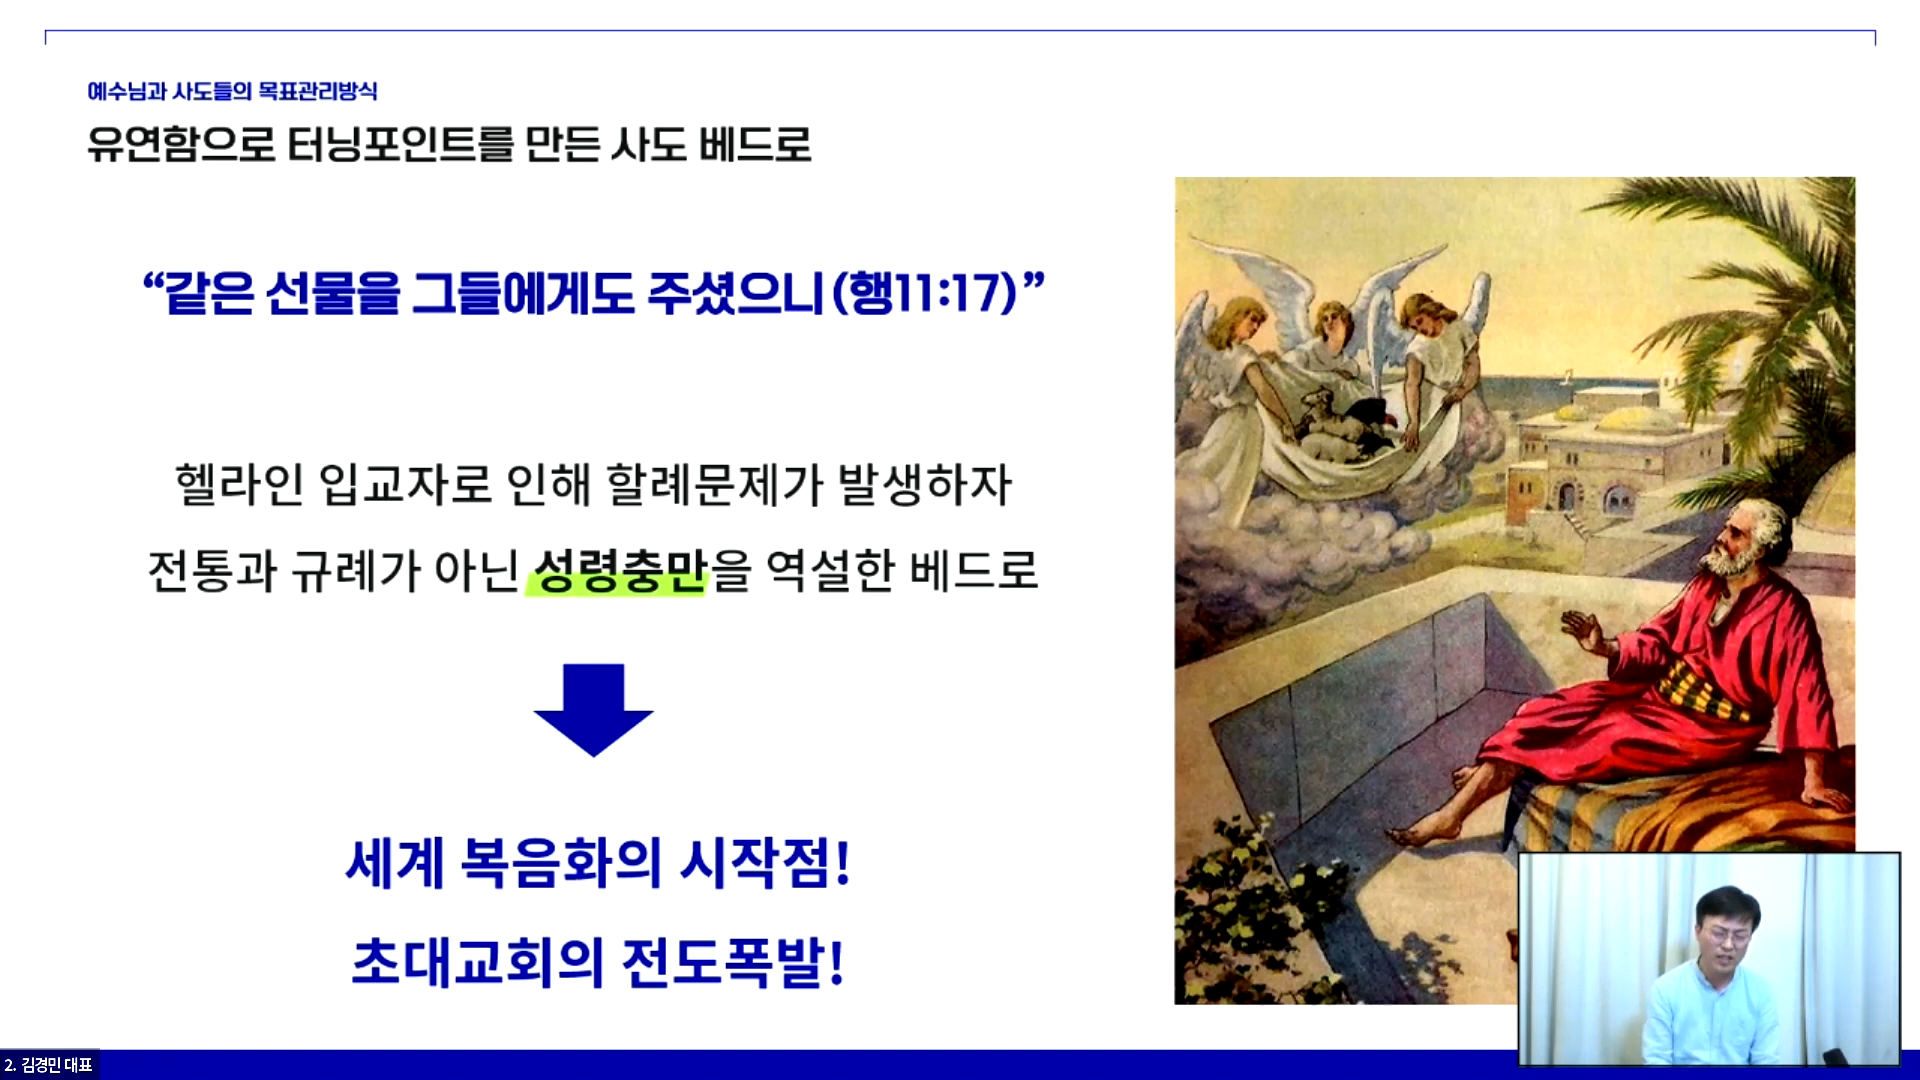 예수님과 사도들의 목표관리방식
유연함으로 터닝포인트를 만든 사도 베드로
“같은 선물을 그들에게도 주셨으니 (행11:17)”
헬라인 입교자로 인해 할례문제가 발생하자
전통과 규례가 아닌 성령충만을 역설한 베드로
세계 복음화의 시작점!
초대교회의 전도폭발!
2. 김경민 대표